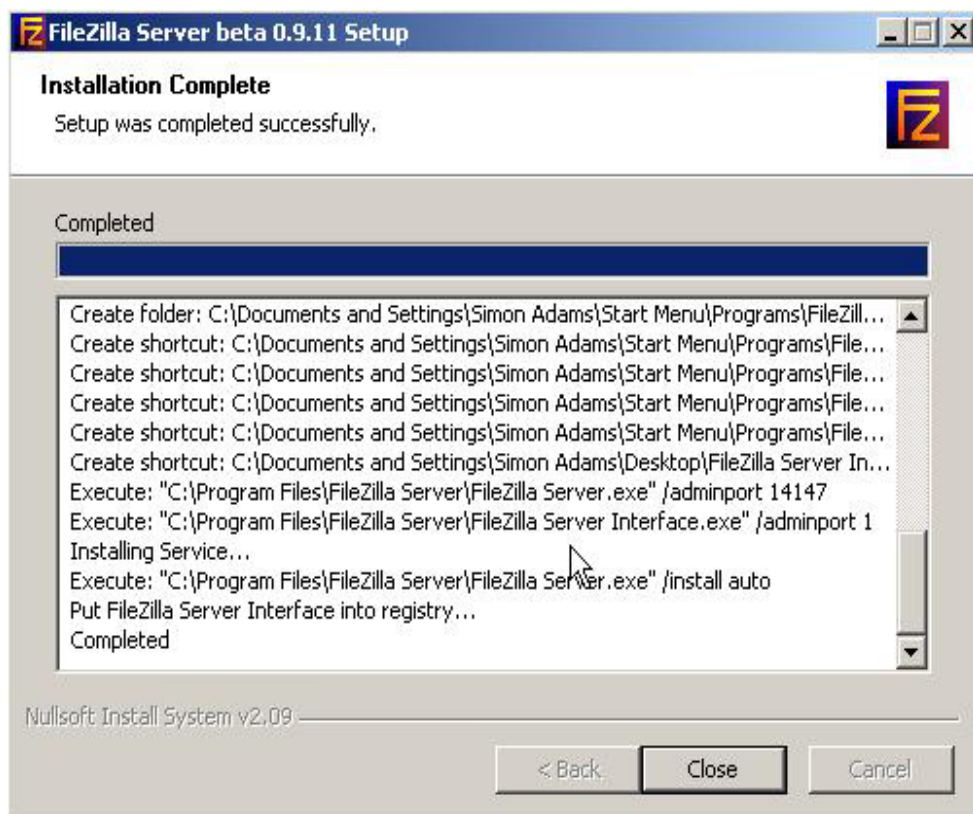 FileZilla Server beta 0.9.11 Setup
Installation Complete
Setup was completed successfully.
FZ
Completed
Create folder: C:\Documents and Settings\Simon Adams\Start Menu\Programs\FileZill...
Create shortcut: C:\Documents and Settings\Simon Adams\Start Menu\Programs\File...
Create shortcut: C:\Documents and Settings\Simon Adams\Start Menu\Programs\File...
Create shortcut: C:\Documents and Settings\Simon Adams\Start Menu\Programs\File...
Create shortcut: C:\Documents and Settings\Simon Adams\Start Menu\Programs\File...
Create shortcut: C:\Documents and Settings\Simon Adams\Desktop\FileZilla Server In...
Execute: "C:\Program Files\FileZilla Server\FileZilla Server.exe" /adminport 14147
Execute: "C:\Program Files\FileZilla Server\FileZilla Server Interface.exe" /adminport 1
Installing Service...
Execute: "C:\Program Files\FileZilla Server\FileZilla Server.exe" /install auto
Put FileZilla Server Interface into registry...
Completed
Nullsoft Install System v2.09
< Back Close Cancel